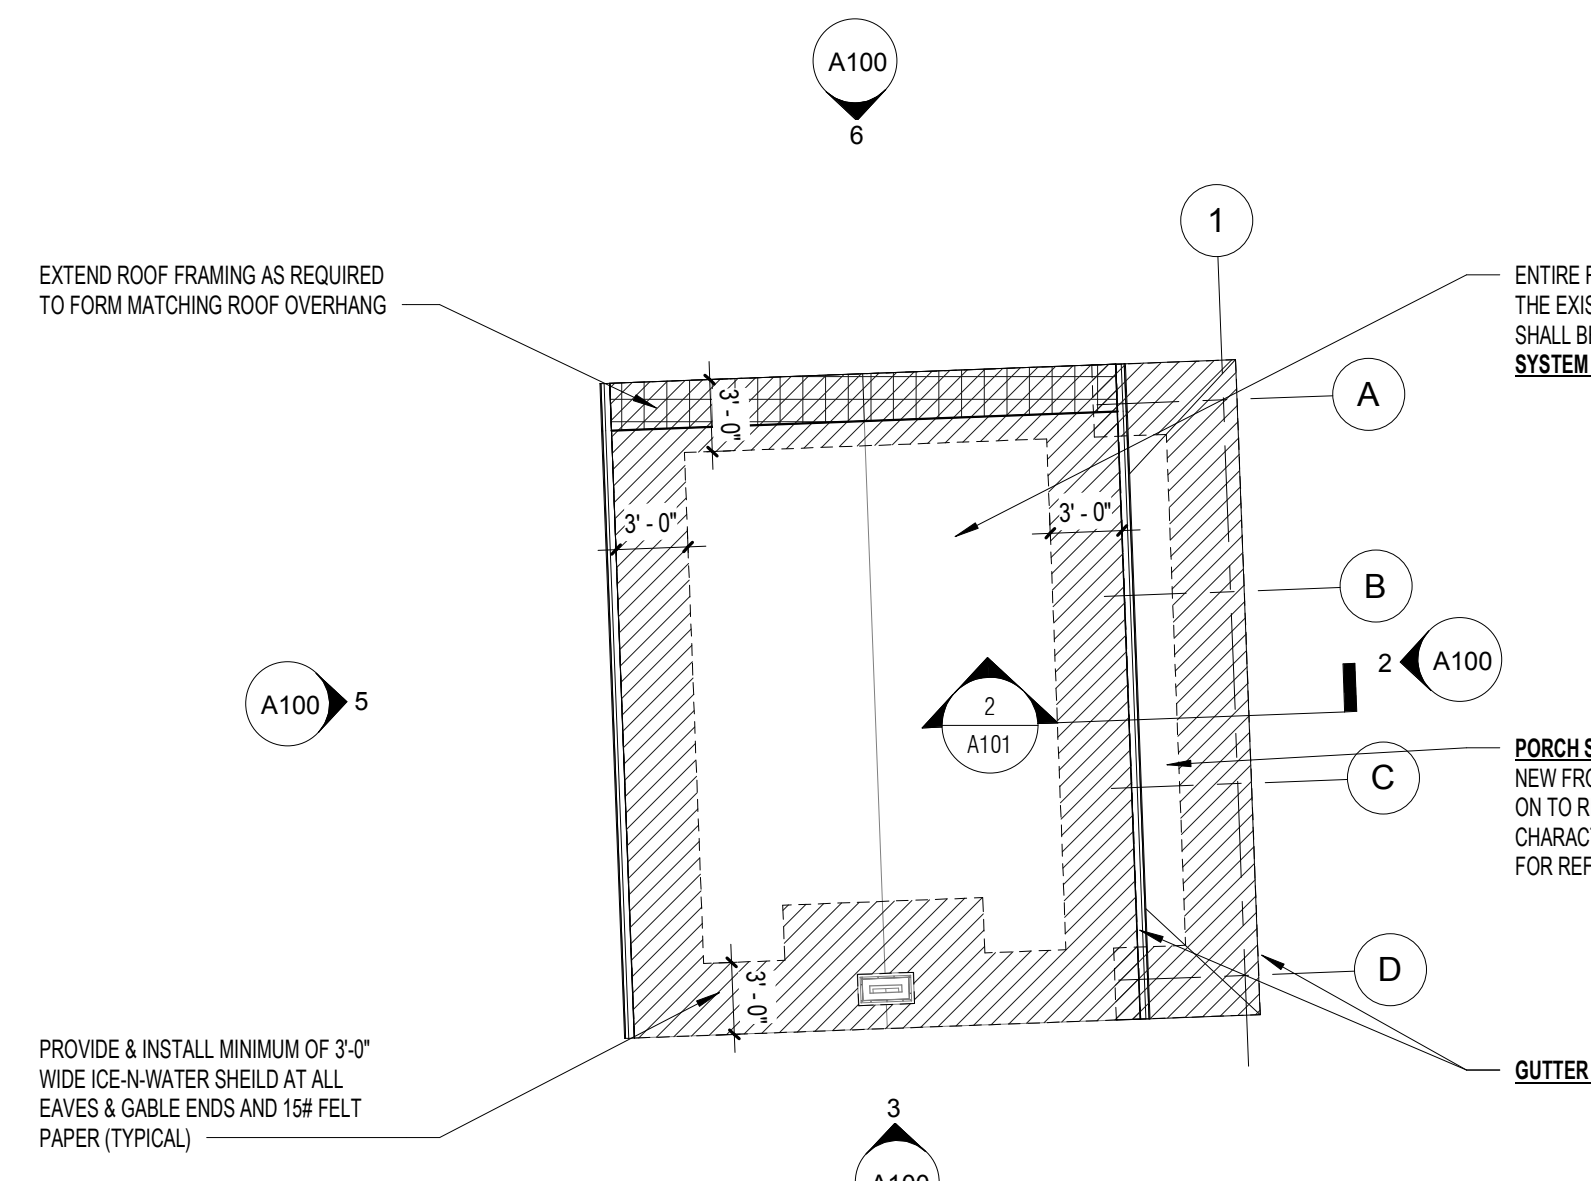 A100
6
1
EXTEND ROOF FRAMING AS REQUIRED
TO FORM MATCHING ROOF OVERHANG
ENTIRE
THE EXIS
SHALL B
SYSTEM
A
3' - 0"
3' - 0"
3' - 0"
B
2
A100
A100
5
2
A101
PORCH S
NEW FRO
ON TO R
CHARACT
FOR REF
C
D
3' - 0"
PROVIDE & INSTALL MINIMUM OF 3'-0"
WIDE ICE-N-WATER SHEILD AT ALL
EAVES & GABLE ENDS AND 15# FELT
PAPER (TYPICAL)
GUTTER
3
A100